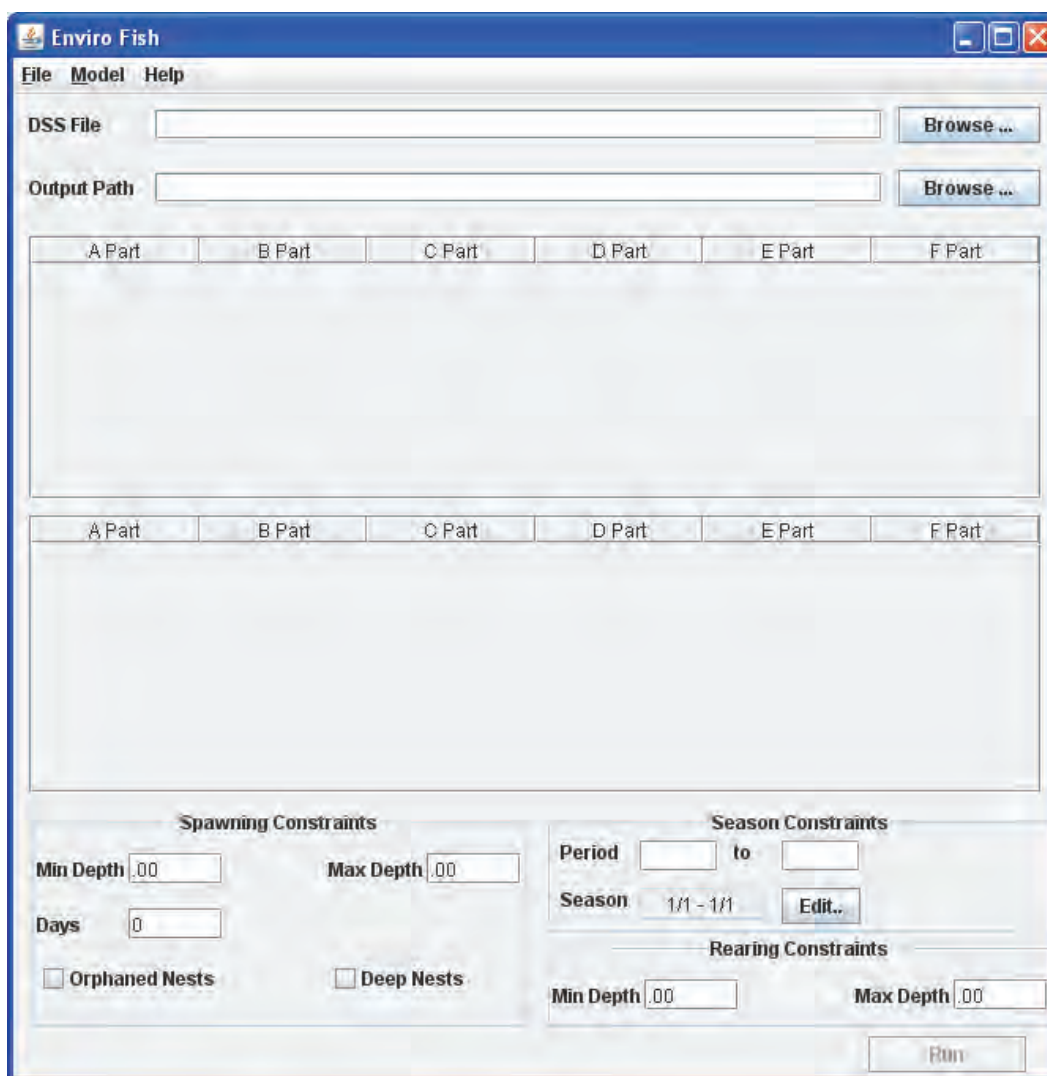 Enviro Fish
File Model Help
DSS File Browse ...
Output Path Browse ...
A Part B Part C Part D Part E Part F Part
A Part B Part C Part D Part E Part F Part
Spawning Constraints
Min Depth .00 Max Depth .00
Days 0
Orphaned Nests Deep Nests
Season Constraints
Period to
Season 1/1 - 1/1 Edit..
Rearing Constraints
Min Depth .00 Max Depth .00
Run